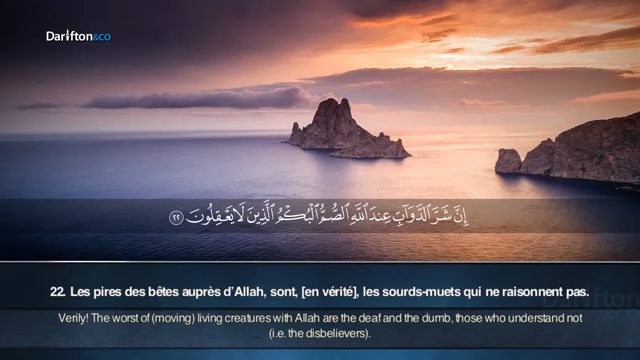 Darifton&co
إِنَّ شَرَّ ٱلدَّوَآبِّ عِندَ ٱللَّهِ ٱلصُّمُّ ٱلْبُكْمُ ٱلَّذِينَ لَا يَعْقِلُونَ ٢٢
22. Les pires des bêtes auprès d’Allah, sont, [en vérité], les sourds-muets qui ne raisonnent pas.
Verily! The worst of (moving) living creatures with Allah are the deaf and the dumb, those who understand not
(i.e. the disbelievers).
Darifton
&co